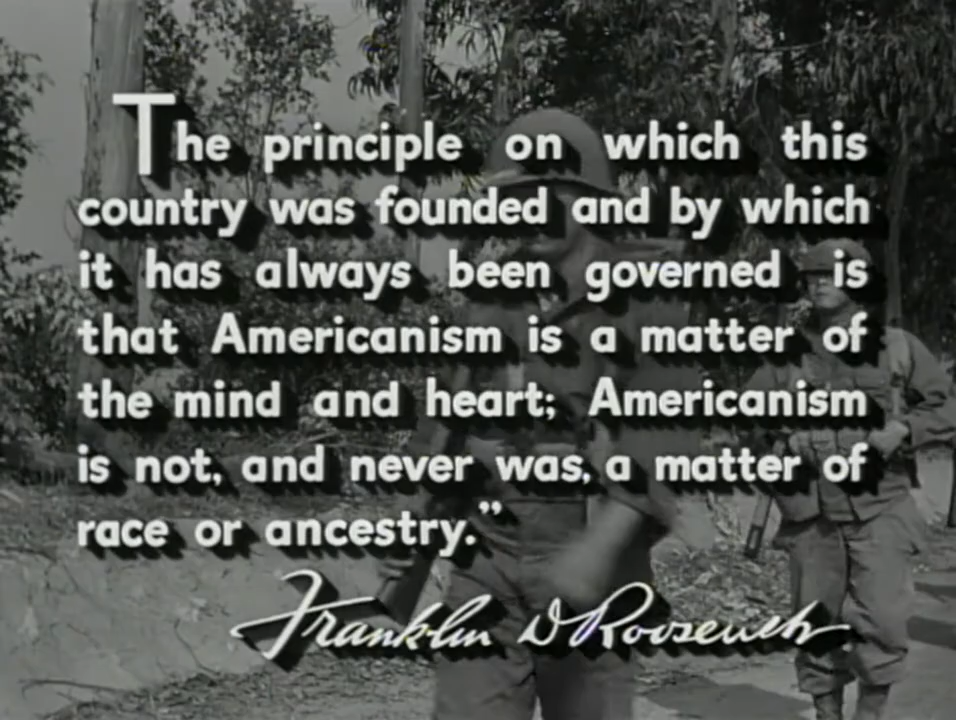 The principle on which this
country was founded and by which
it has always been governed is
that Americanism is a matter of
the mind and heart; Americanism
is not, and never was, a matter of
race or ancestry.”
Franklin D Roosevelt